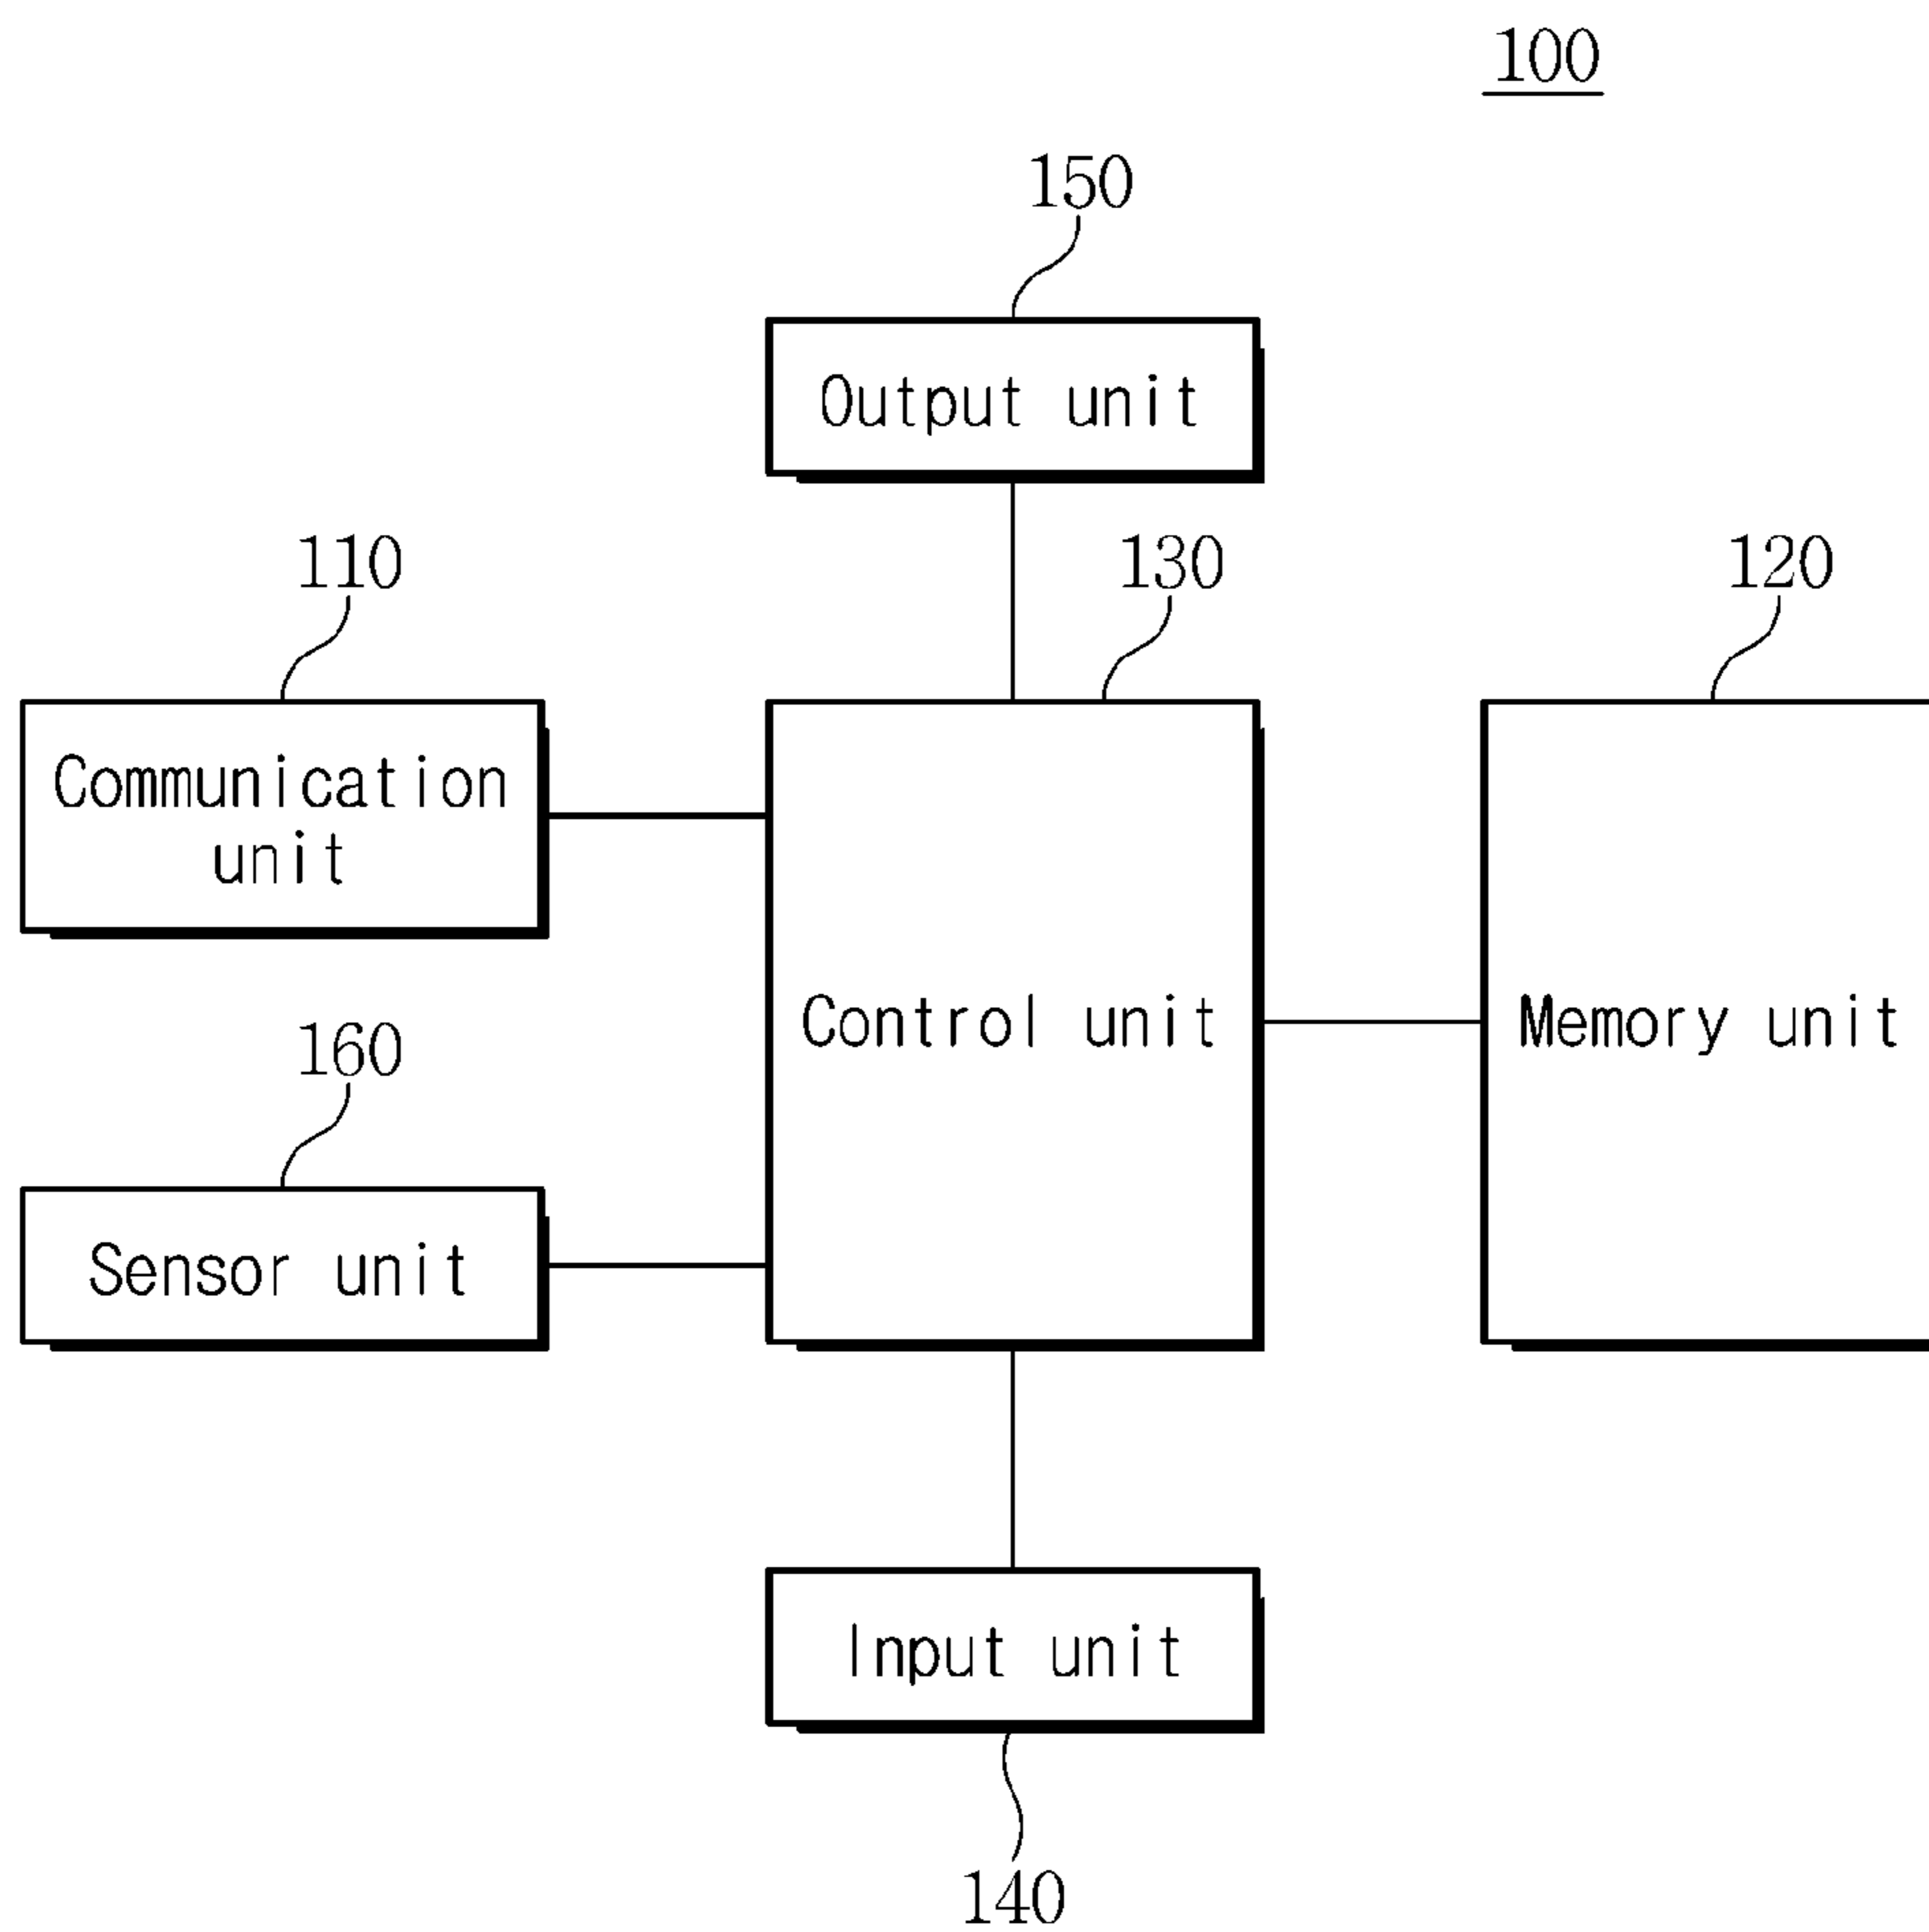 100
150
Output unit
110
130
120
Communication
unit
Control unit
Memory unit
160
Sensor unit
Input unit
140